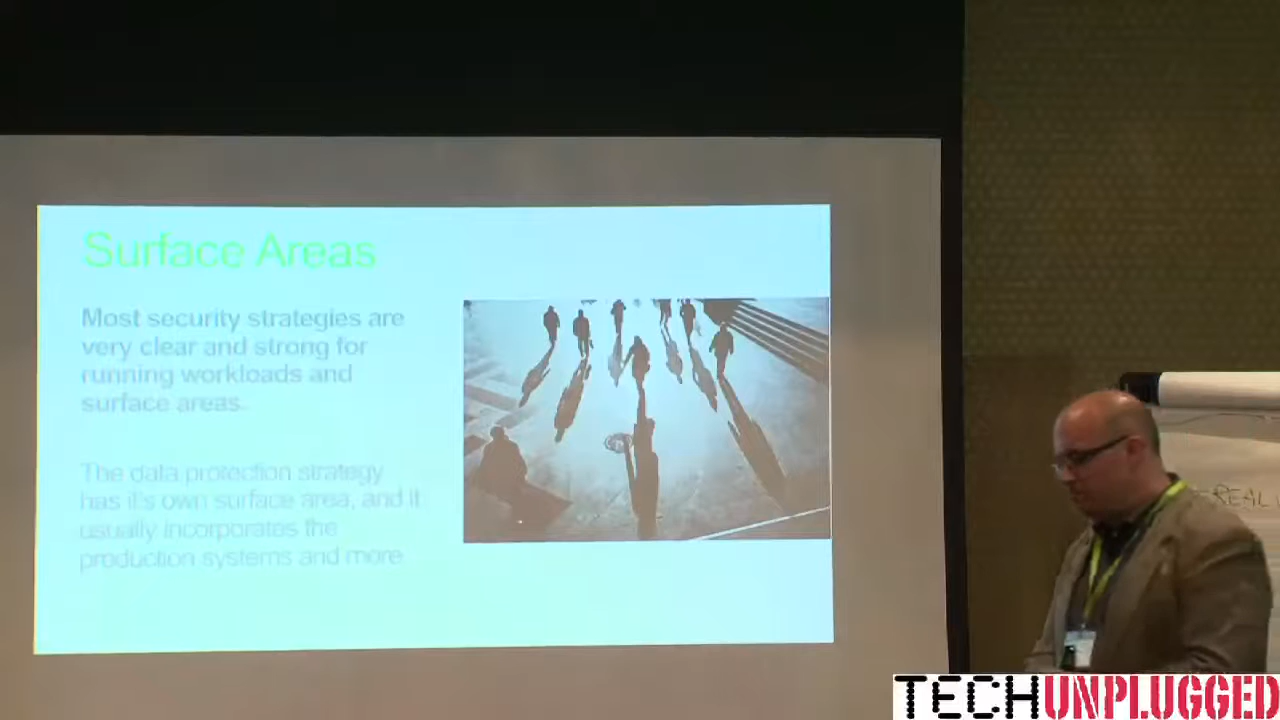 Surface Areas
Most security strategies are
very clear and strong for
running workloads and
surface areas.
The data protection strategy
has it's own surface area, and it
usually incorporates the
production systems and more
REAL
TECHUNPLUGGED